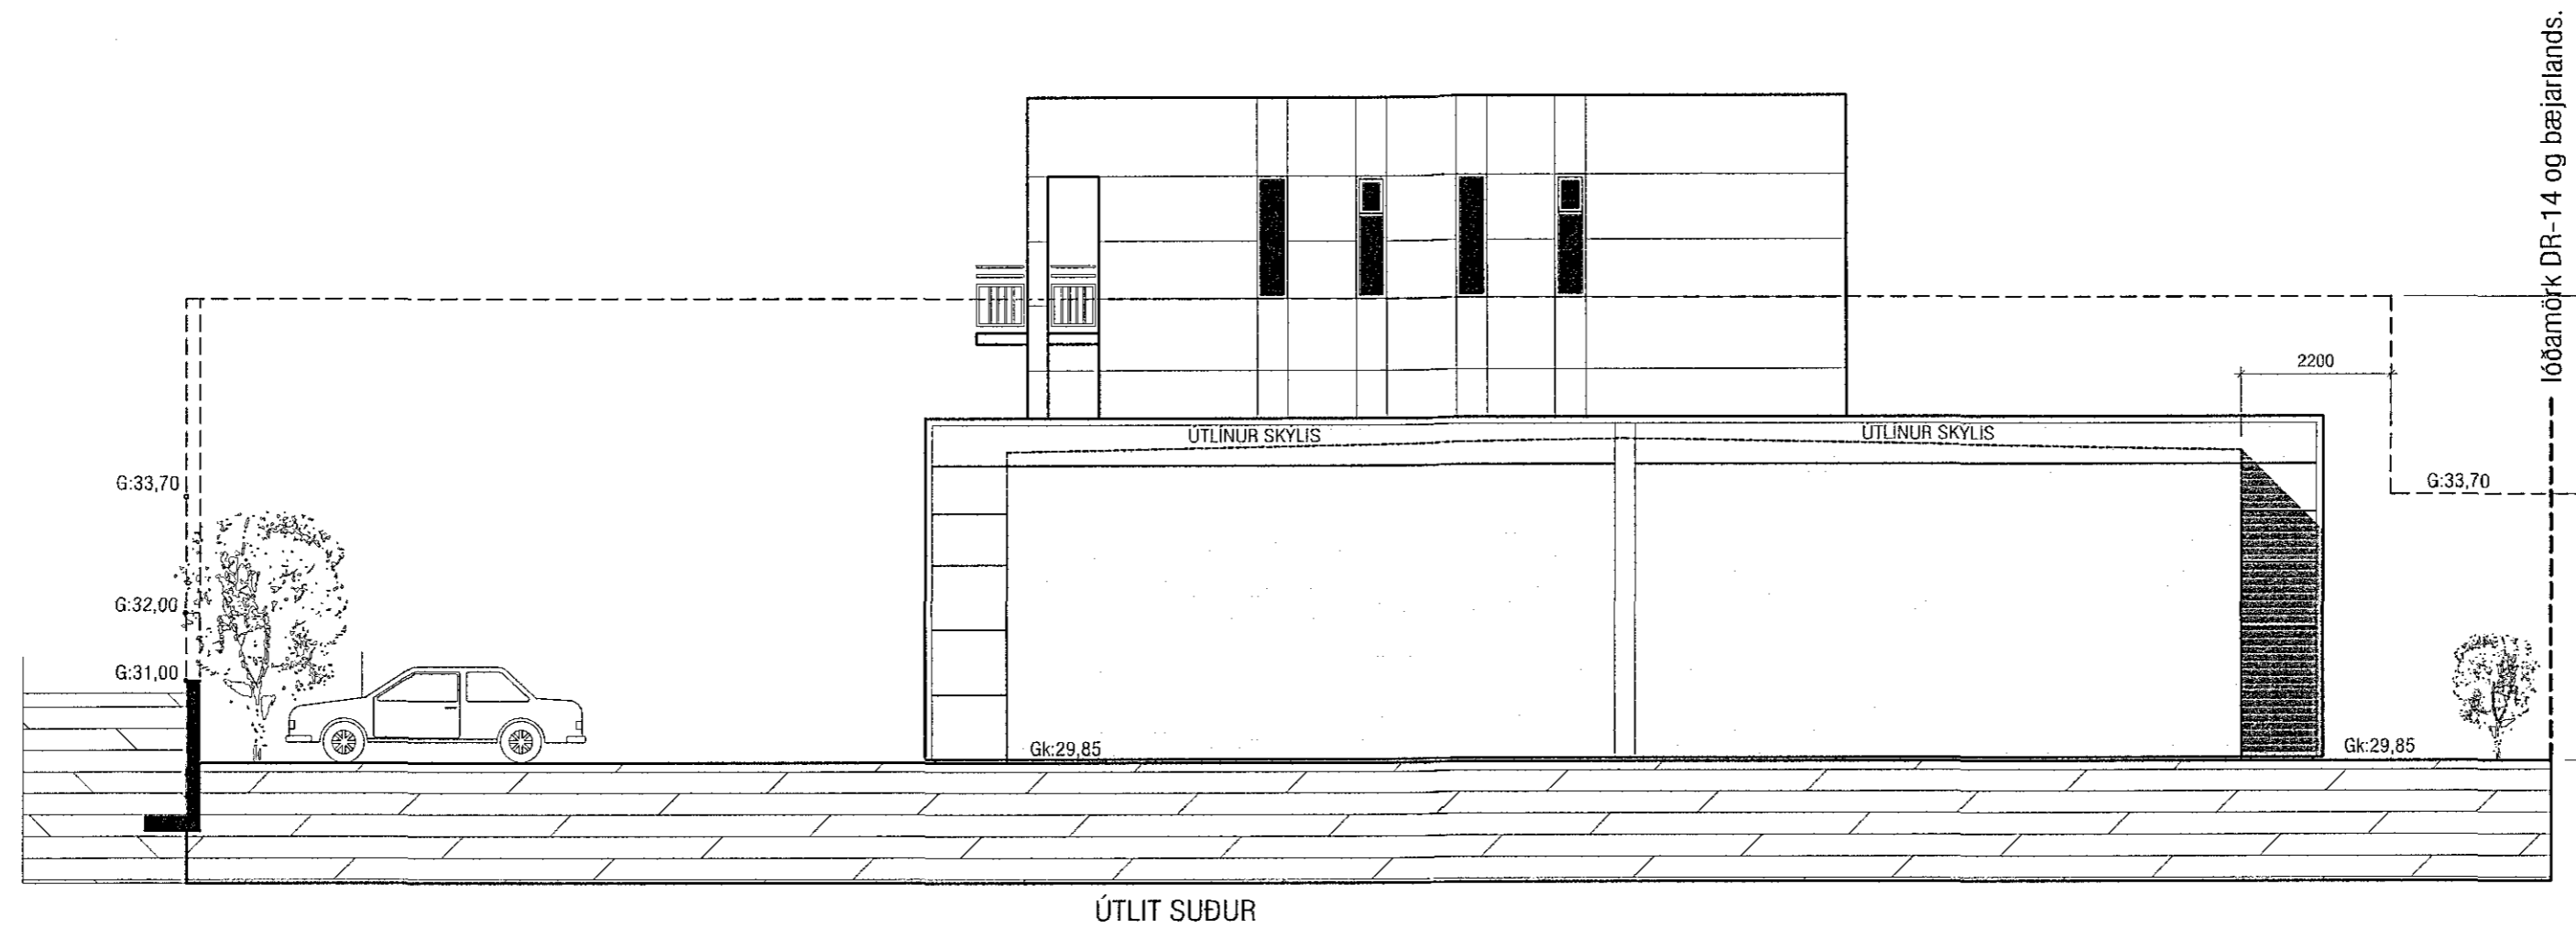 lóðamörk DR-14 og bæjarlands.
2200
ÚTLÍNUR SKÝLIS
ÚTLÍNUR SKÝLIS
G:33,70
G:33,70
G:32,00
G:31,00
Gk:29,85
Gk:29,85
ÚTLIT SUÐUR